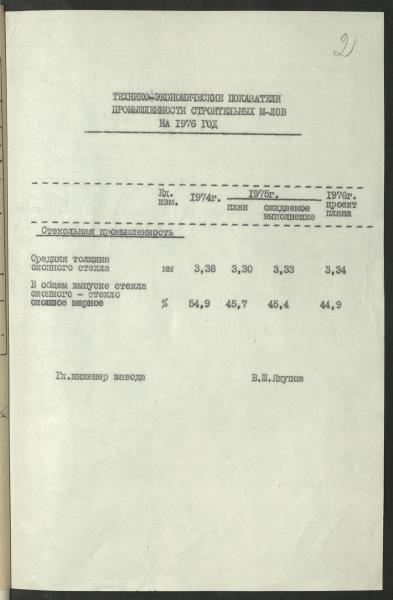 2
ТЕХНИКО-ЭКОНОМИЧЕСКИЕ ПОКАЗАТЕЛИ
ПРОМЫШЛЕННОСТИ СТРОИТЕЛЬНЫХ М-ЛОВ
НА 1976 ГОД
Ед. изм. 1974г. 1975г. 1976г. проект плана
план ожидаемое выполнение
Стекольная промышленность
Средняя толщина
оконного стекла мм 3,38 3,30 3,33 3,34
В общем выпуске стекла
оконного - стекло
оконное мерное % 54,9 45,7 45,4 44,9
Гл.инженер завода В.Ш.Якупов